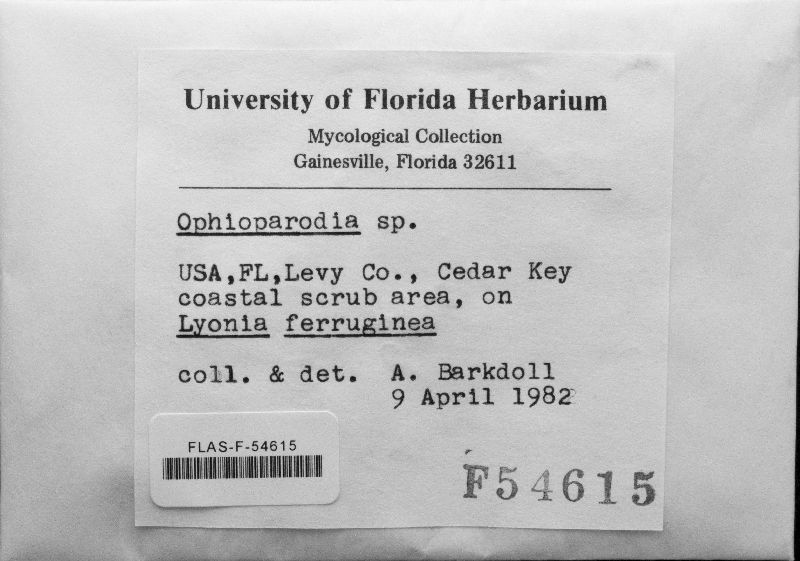 University of Florida Herbarium
Mycological Collection
Gainesville, Florida 32611
Ophioparodia sp.
USA,FL,Levy Co., Cedar Key
coastal scrub area, on
Lyonia ferruginea
coll. & det. A. Barkdoll
9 April 1982
FLAS-F-54615
F54615